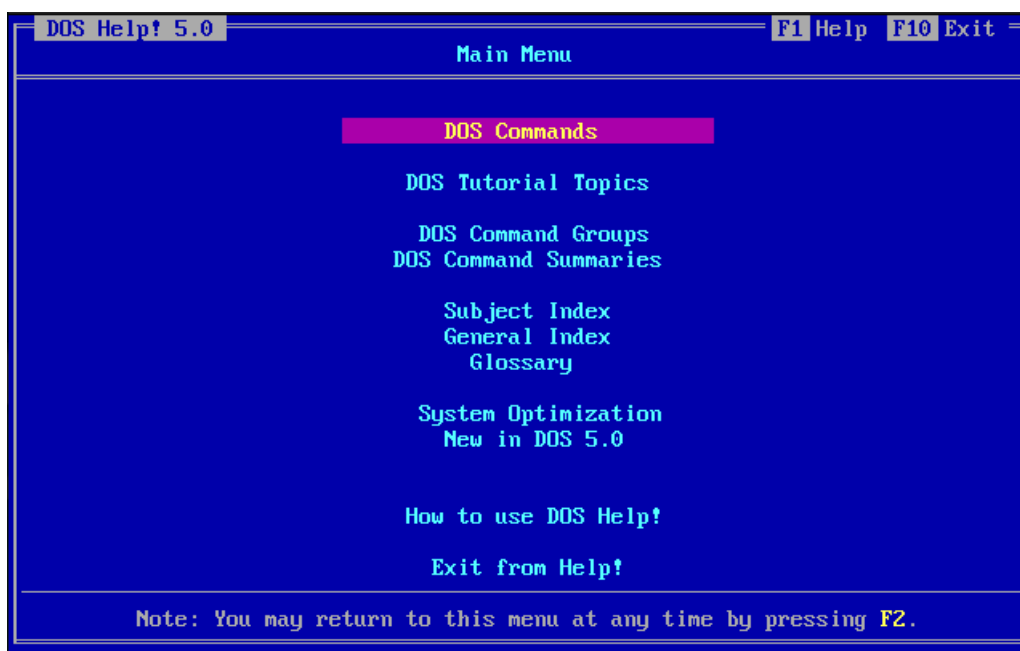 DOS Help! 5.0 F1 Help F10 Exit
Main Menu
DOS Commands
DOS Tutorial Topics
DOS Command Groups
DOS Command Summaries
Subject Index
General Index
Glossary
System Optimization
New in DOS 5.0
How to use DOS Help!
Exit from Help!
Note: You may return to this menu at any time by pressing F2.